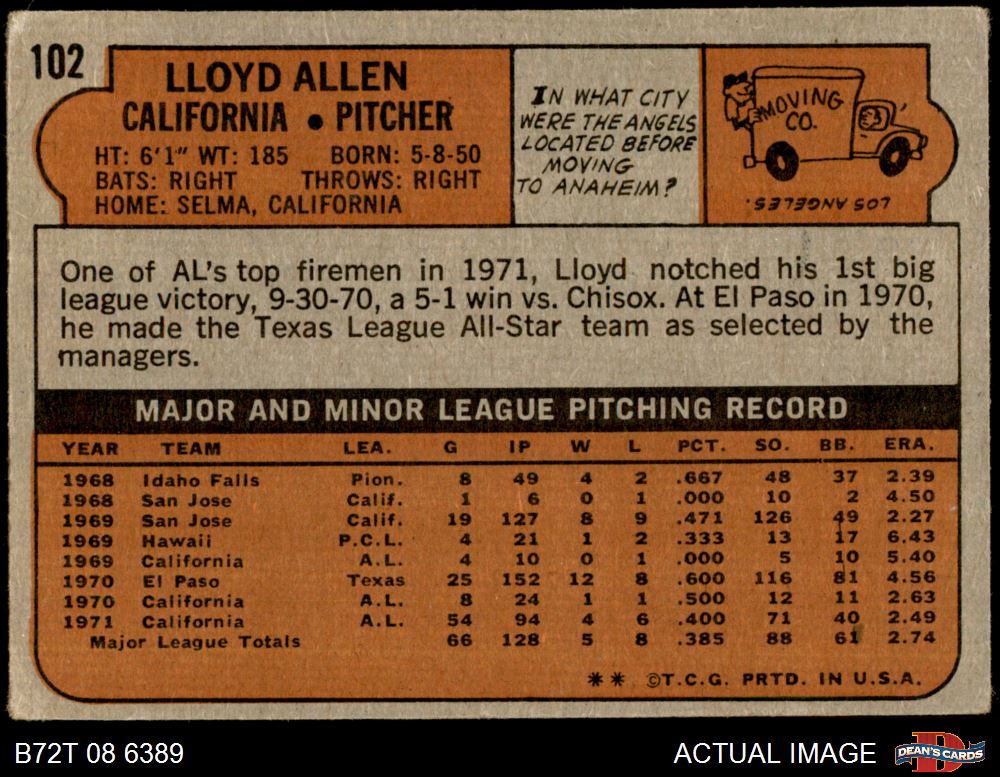 102
LLOYD ALLEN
CALIFORNIA • PITCHER
HT: 6'1" WT: 185 BORN: 5-8-50
BATS: RIGHT THROWS: RIGHT
HOME: SELMA, CALIFORNIA
IN WHAT CITY
WERE THE ANGELS
LOCATED BEFORE
MOVING
TO ANAHEIM?
MOVING
CO.
LOS ANGELES.
One of AL's top firemen in 1971, Lloyd notched his 1st big
league victory, 9-30-70, a 5-1 win vs. Chisox. At El Paso in 1970,
he made the Texas League All-Star team as selected by the
managers.
MAJOR AND MINOR LEAGUE PITCHING RECORD
YEAR TEAM LEA. G IP W L PCT. SO. BB. ERA.
1968 Idaho Falls Pion. 8 49 4 2 .667 48 37 2.39
1968 San Jose Calif. 1 6 0 1 .000 10 2 4.50
1969 San Jose Calif. 19 127 8 9 .471 126 49 2.27
1969 Hawaii P.C.L. 4 21 1 2 .333 13 17 6.43
1969 California A.L. 4 10 0 1 .000 5 10 5.40
1970 El Paso Texas 25 152 12 8 .600 116 81 4.56
1970 California A.L. 8 24 1 1 .500 12 11 2.63
1971 California A.L. 54 94 4 6 .400 71 40 2.49
Major League Totals 66 128 5 8 .385 88 61 2.74
** ©T.C.G. PRTD. IN U.S.A.
B72T 08 6389 ACTUAL IMAGE
D
DEAN'S CARDS